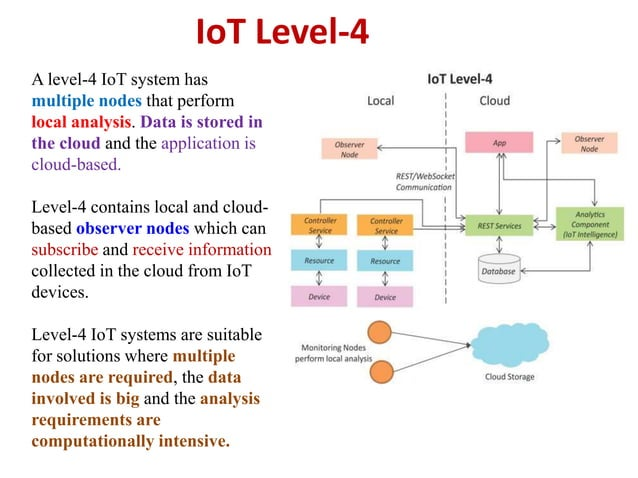 IoT Level-4
A level-4 IoT system has
multiple nodes that perform
local analysis. Data is stored in
the cloud and the application is
cloud-based.
Level-4 contains local and cloud-
based observer nodes which can
subscribe and receive information
collected in the cloud from IoT
devices.
Level-4 IoT systems are suitable
for solutions where multiple
nodes are required, the data
involved is big and the analysis
requirements are
computationally intensive.
IoT Level-4
Local
Cloud
Observer
Node
App
Observer
Node
REST/WebSocket
Communication
Controller
Service
Controller
Service
REST Services
Analytics
Component
(IoT Intelligence)
Resource
Resource
Database
Device
Device
Monitoring Nodes
perform local analysis
Cloud Storage